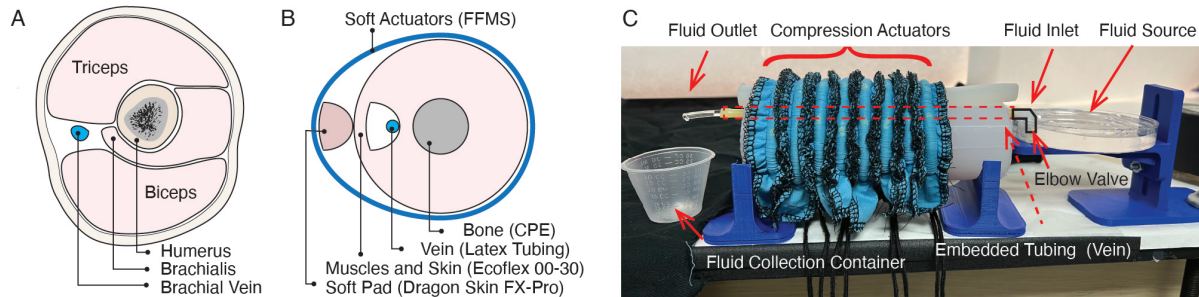 A
Triceps
Biceps
Humerus
Brachialis
Brachial Vein
B
Soft Actuators (FFMS)
Bone (CPE)
Vein (Latex Tubing)
Muscles and Skin (Ecoflex 00-30)
Soft Pad (Dragon Skin FX-Pro)
C
Fluid Outlet
Compression Actuators
Fluid Inlet
Fluid Source
Elbow Valve
Embedded Tubing (Vein)
Fluid Collection Container